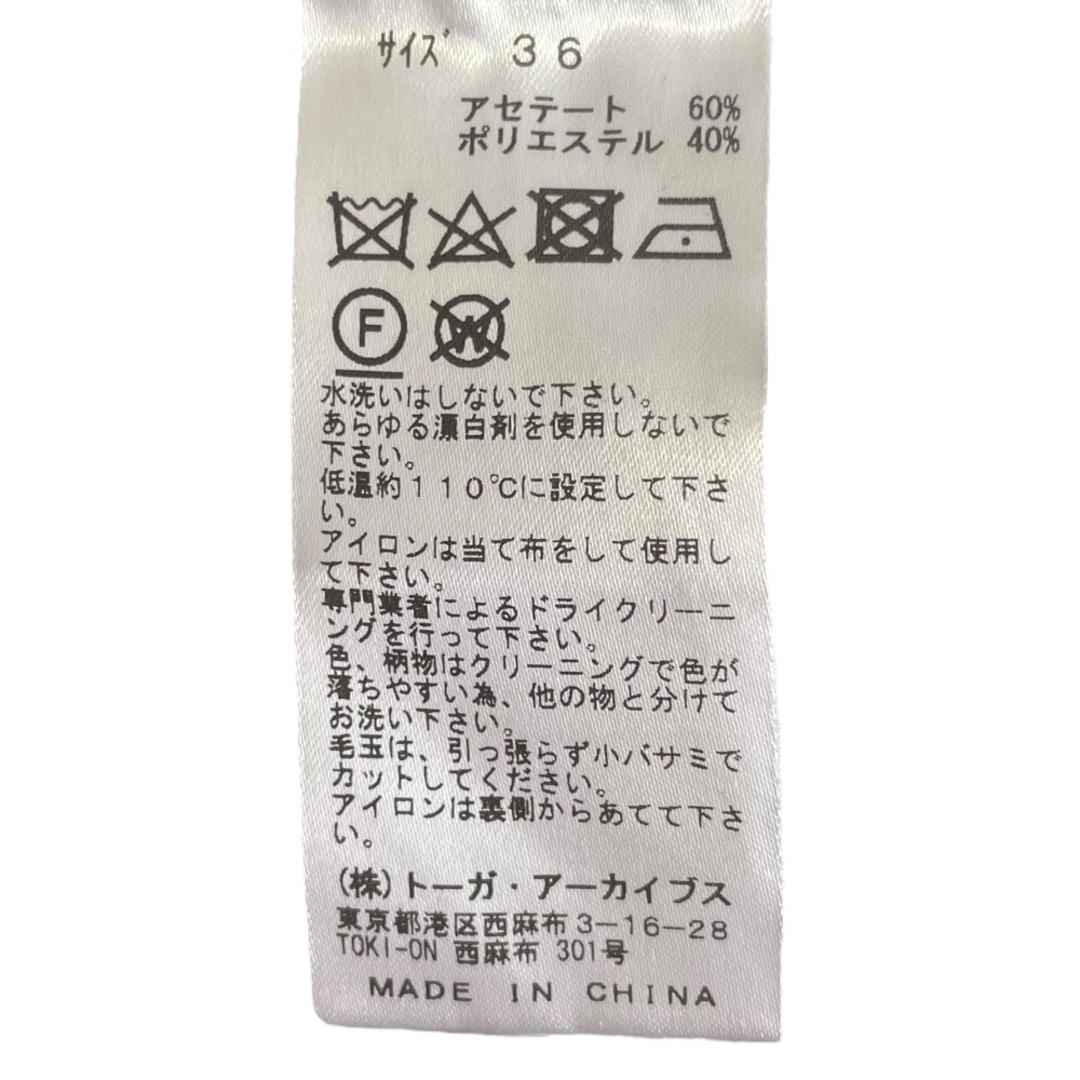 サイズ 36
アセテート 60%
ポリエステル 40%
F W
水洗いはしないで下さい。
あらゆる漂白剤を使用しないで
下さい。
低温約110℃に設定して下さ
い。
アイロンは当て布をして使用し
て下さい。
専門業者によるドライクリーニ
ングを行って下さい。
色、柄物はクリーニングで色が
落ちやすい為、他の物と分けて
お洗い下さい。
毛玉は、引っ張らず小バサミで
カットしてください。
アイロンは裏側からあてて下さ
い。
(株)トーガ・アーカイブス
東京都港区西麻布3-16-28
TOKI-ON 西麻布 301号
MADE IN CHINA